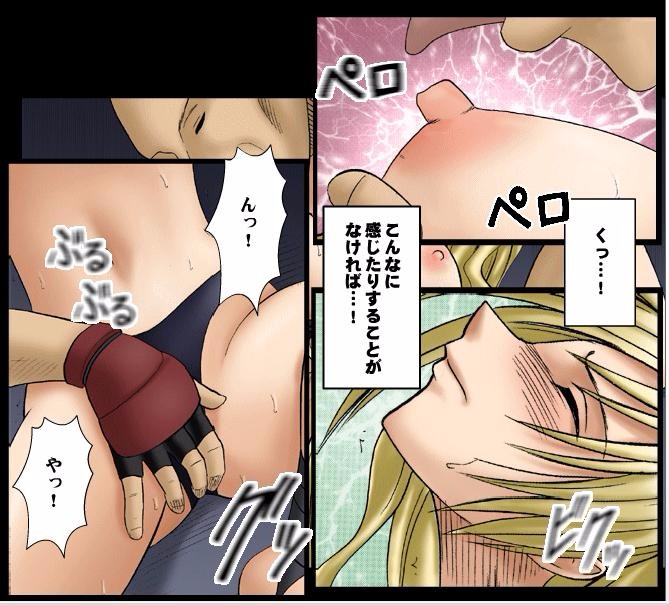 ペロ
ペロ
くっ…！
こんなに
感じたりすることが
なければ…！
ビクッ
んっ！
ぶる
ぶる
やっ！
グッ